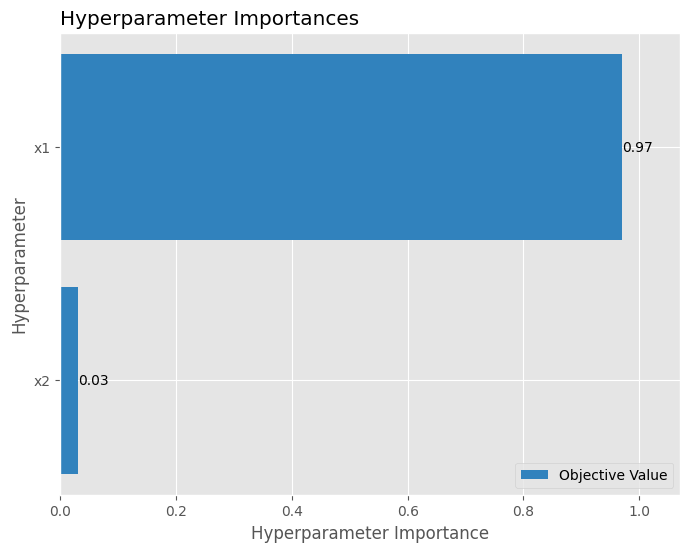 Hyperparameter Importances
Hyperparameter
x1
0.97
x2
0.03
Objective Value
0.0 0.2 0.4 0.6 0.8 1.0
Hyperparameter Importance